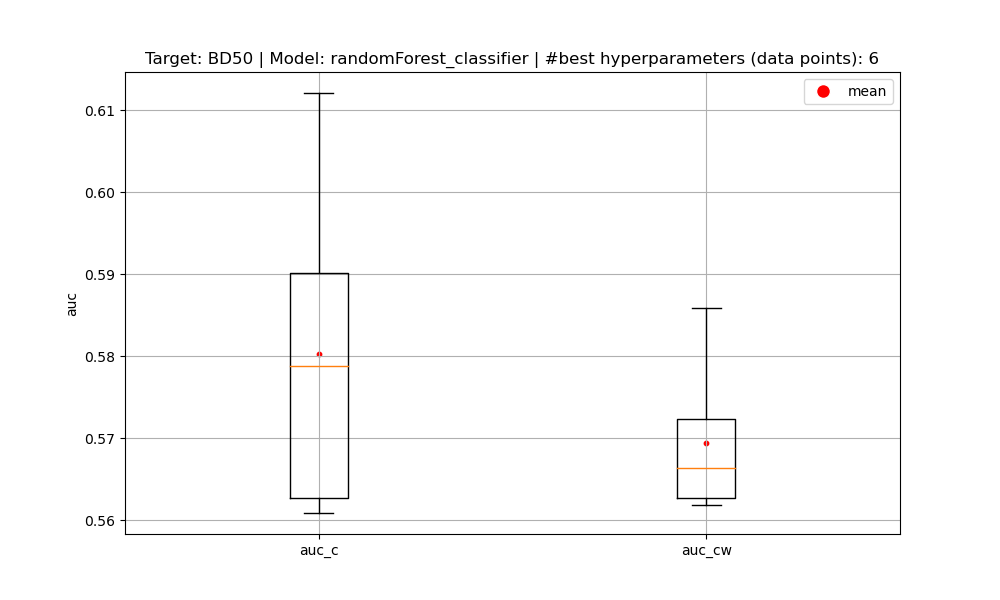 Target: BD50 | Model: randomForest_classifier | #best hyperparameters (data points): 6
mean
0.61
0.60
0.59
0.58
0.57
0.56
auc
auc_c
auc_cw